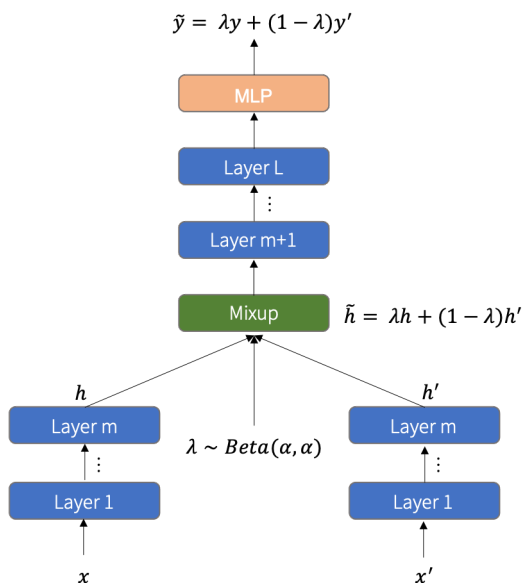 ỹ = λy + (1 − λ)y′
MLP
Layer L
⋮
Layer m+1
Mixup
h̃ = λh + (1 − λ)h′
h
h′
Layer m
Layer m
λ ~ Beta(α, α)
⋮
⋮
Layer 1
Layer 1
x
x′